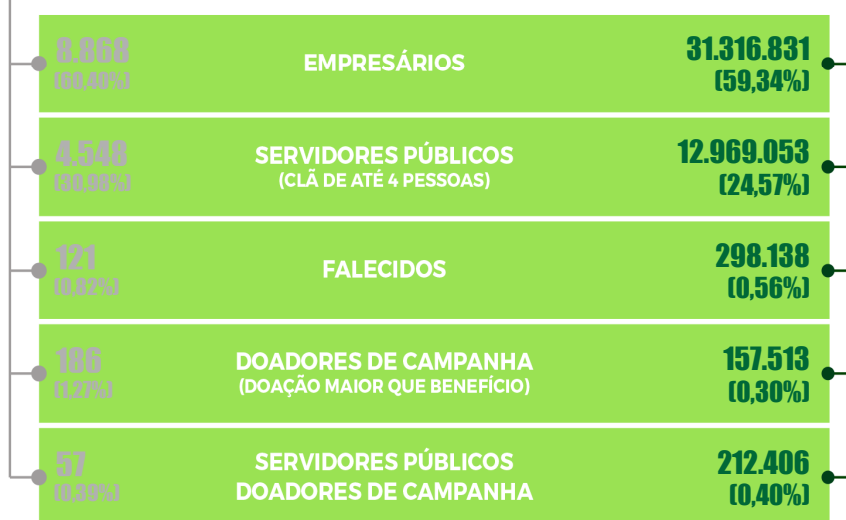 8.868
(60,40%)
EMPRESÁRIOS
31.316.831
(59,34%)
4.548
(30,98%)
SERVIDORES PÚBLICOS
(CLÃ DE ATÉ 4 PESSOAS)
12.969.053
(24,57%)
121
(0,82%)
FALECIDOS
298.138
(0,56%)
186
(1,27%)
DOADORES DE CAMPANHA
(DOAÇÃO MAIOR QUE BENEFÍCIO)
157.513
(0,30%)
57
(0,39%)
SERVIDORES PÚBLICOS
DOADORES DE CAMPANHA
212.406
(0,40%)